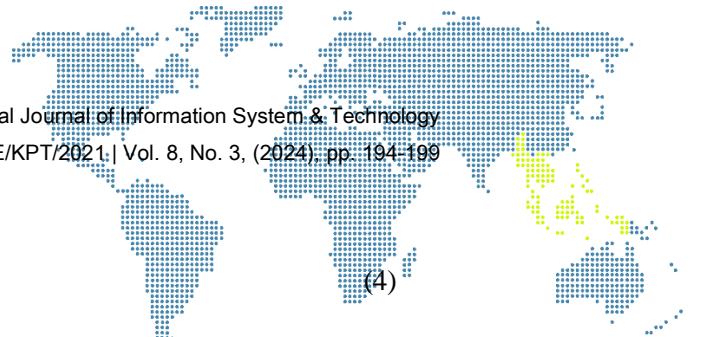 al Journal of Information System & Technology
E/KPT/2021 | Vol. 8, No. 3, (2024), pp. 194-199
(4)